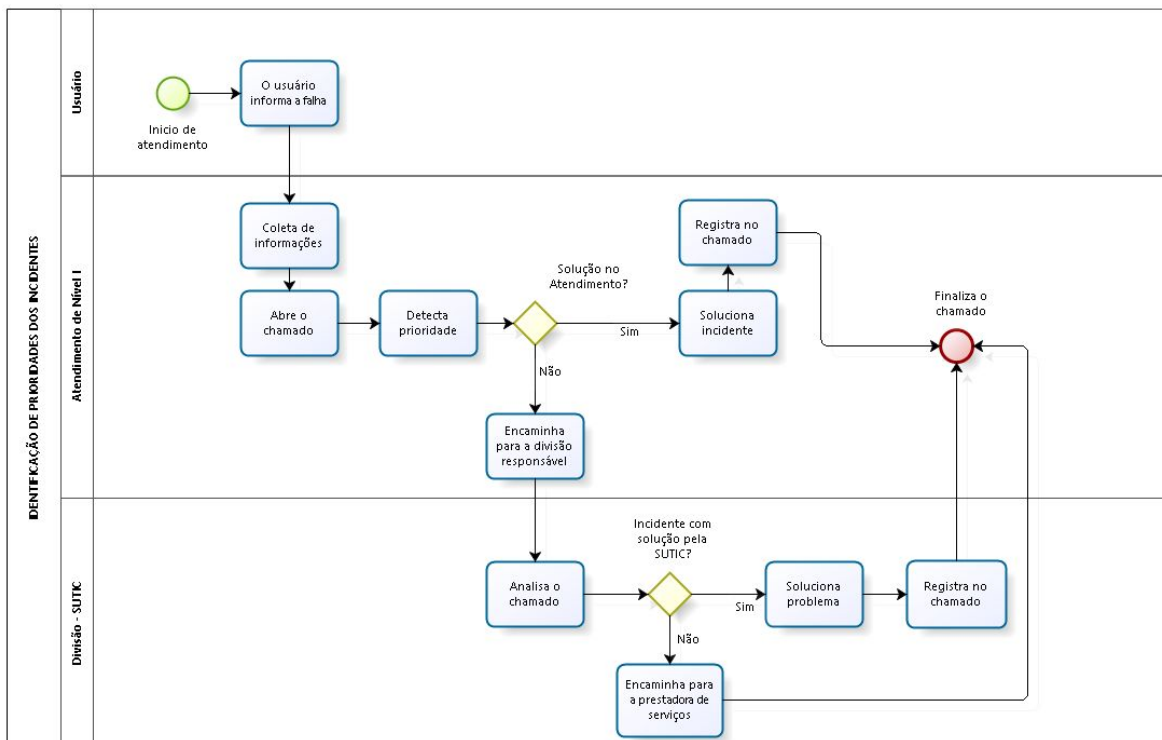 IDENTIFICAÇÃO DE PRIORIDADES DOS INCIDENTES
Usuário
Inicio de
atendimento
O usuário
informa a falha
Atendimento de Nível I
Coleta de
informações
Abre o
chamado
Detecta
prioridade
Solução no
Atendimento?
Sim
Não
Soluciona
incidente
Registra no
chamado
Finaliza o
chamado
Encaminha
para a divisão
responsável
Divisão - SUTIC
Analisa o
chamado
Incidente com
solução pela
SUTIC?
Sim
Não
Soluciona
problema
Registra no
chamado
Encaminha para
a prestadora de
serviços